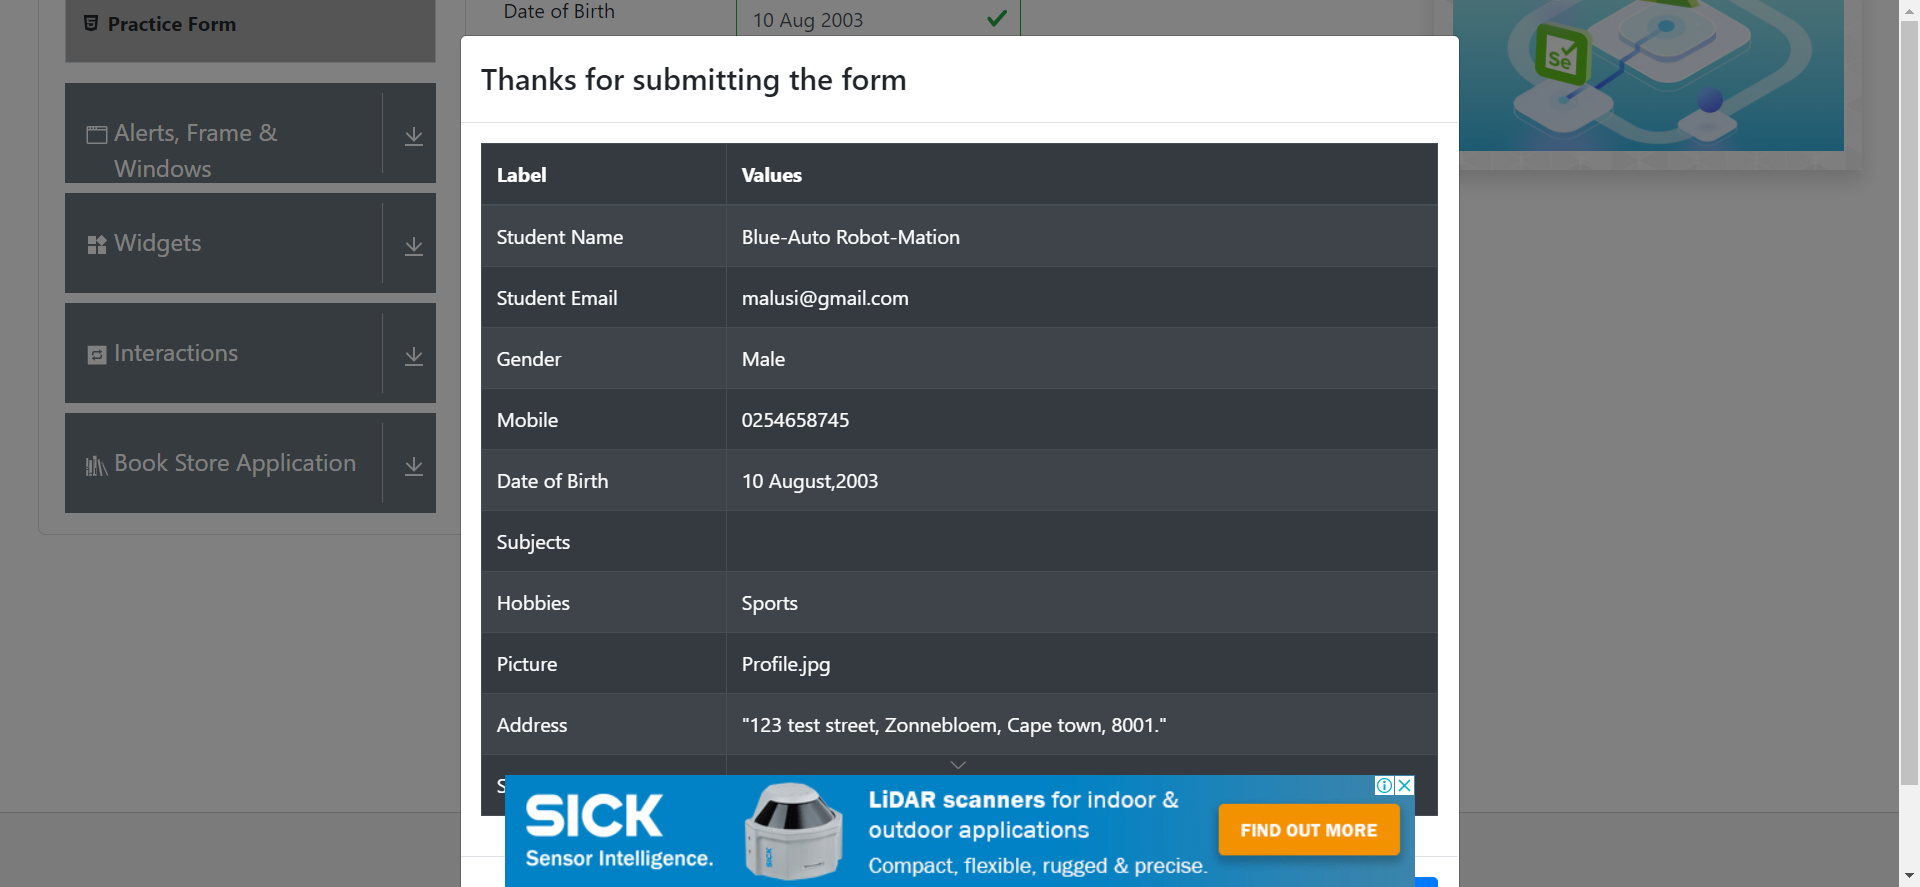 Practice Form
Alerts, Frame &
Windows
Widgets
Interactions
Book Store Application
Date of Birth
10 Aug 2003
Se
Thanks for submitting the form
Label Values
Student Name Blue-Auto Robot-Mation
Student Email malusi@gmail.com
Gender Male
Mobile 0254658745
Date of Birth 10 August,2003
Subjects
Hobbies Sports
Picture Profile.jpg
Address "123 test street, Zonnebloem, Cape town, 8001."
S
SICK
Sensor Intelligence.
SICK
LiDAR scanners for indoor &
outdoor applications
Compact, flexible, rugged & precise.
FIND OUT MORE